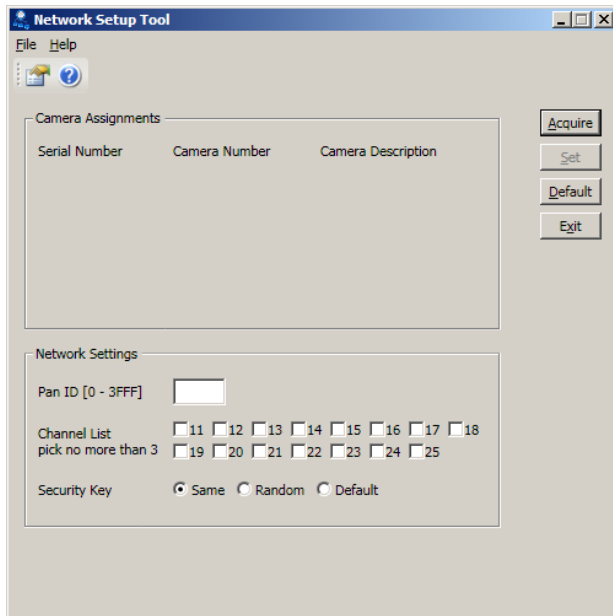 Network Setup Tool
File Help
Camera Assignments
Serial Number Camera Number Camera Description
Acquire
Set
Default
Exit
Network Settings
Pan ID [0 - 3FFF]
Channel List
pick no more than 3
11 12 13 14 15 16 17 18
19 20 21 22 23 24 25
Security Key Same Random Default